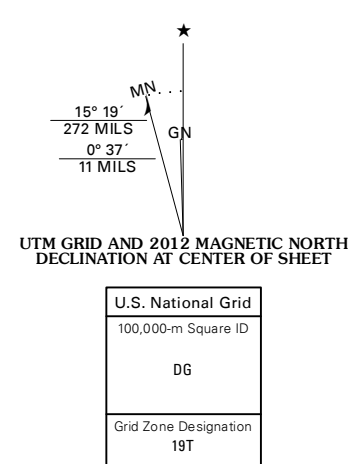 ★
MN
15° 19´
272 MILS
GN
0° 37´
11 MILS
UTM GRID AND 2012 MAGNETIC NORTH
DECLINATION AT CENTER OF SHEET
U.S. National Grid
100,000-m Square ID
DG
Grid Zone Designation
19T